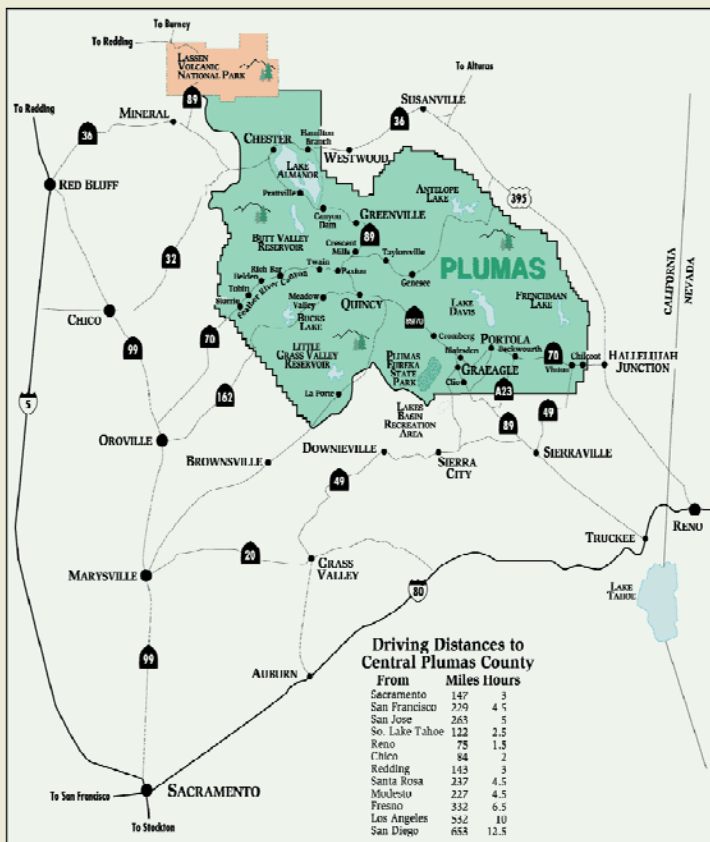 To Burney
To Redding
LASSEN
VOLCANIC
NATIONAL PARK
To Alturas
To Redding
89
SUSANVILLE
MINERAL
36
36
CHESTER
Hamilton
Branch
WESTWOOD
RED BLUFF
LAKE
ALMANOR
ANTELOPE
LAKE
395
Prattville
Canyon
Dam
GREENVILLE
BUTT VALLEY
RESERVOIR
89
Crescent
Mills
Taylorsville
32
Twain
PLUMAS
Rich Bar
Paxton
Belden
Genesee
CALIFORNIA
NEVADA
Tobin
Feather River Canyon
Storrie
Meadow
Valley
QUINCY
LAKE
DAVIS
FRENCHMAN
LAKE
CHICO
BUCKS
LAKE
89/70
99
70
Cromberg
PORTOLA
LITTLE
GRASS VALLEY
RESERVOIR
PLUMAS
EUREKA
STATE
PARK
Blairsden
Beckwourth
70
Chilcoot
HALLELUJAH
JUNCTION
GRAEAGLE
Vinton
5
162
Clio
La Porte
A23
LAKES
BASIN
RECREATION
AREA
49
89
OROVILLE
DOWNIEVILLE
BROWNSVILLE
SIERRA
CITY
SIERRAVILLE
49
RENO
TRUCKEE
20
GRASS
VALLEY
MARYSVILLE
80
LAKE
TAHOE
99
AUBURN
Driving Distances to
Central Plumas County
From Miles Hours
Sacramento 147 3
San Francisco 229 4.5
San Jose 263 5
So. Lake Tahoe 122 2.5
Reno 75 1.5
Chico 84 2
Redding 143 3
Santa Rosa 237 4.5
Modesto 227 4.5
Fresno 332 6.5
Los Angeles 532 10
San Diego 653 12.5
To San Francisco
SACRAMENTO
To Stockton